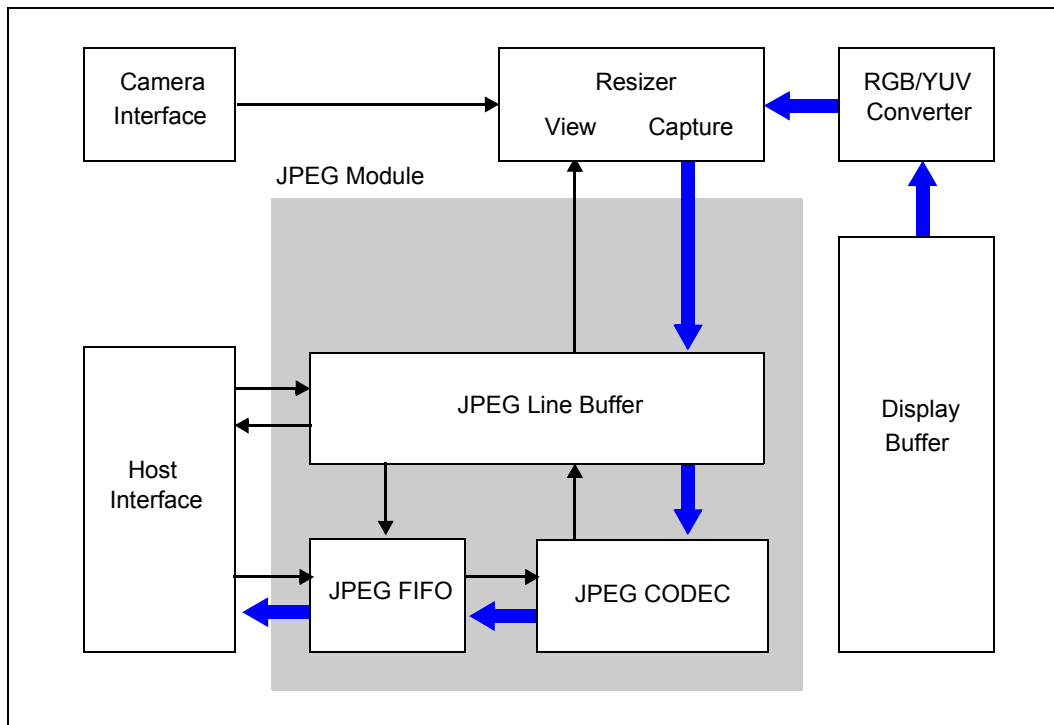 Camera
Interface
Resizer
View Capture
RGB/YUV
Converter
JPEG Module
JPEG Line Buffer
Display
Buffer
Host
Interface
JPEG FIFO
JPEG CODEC